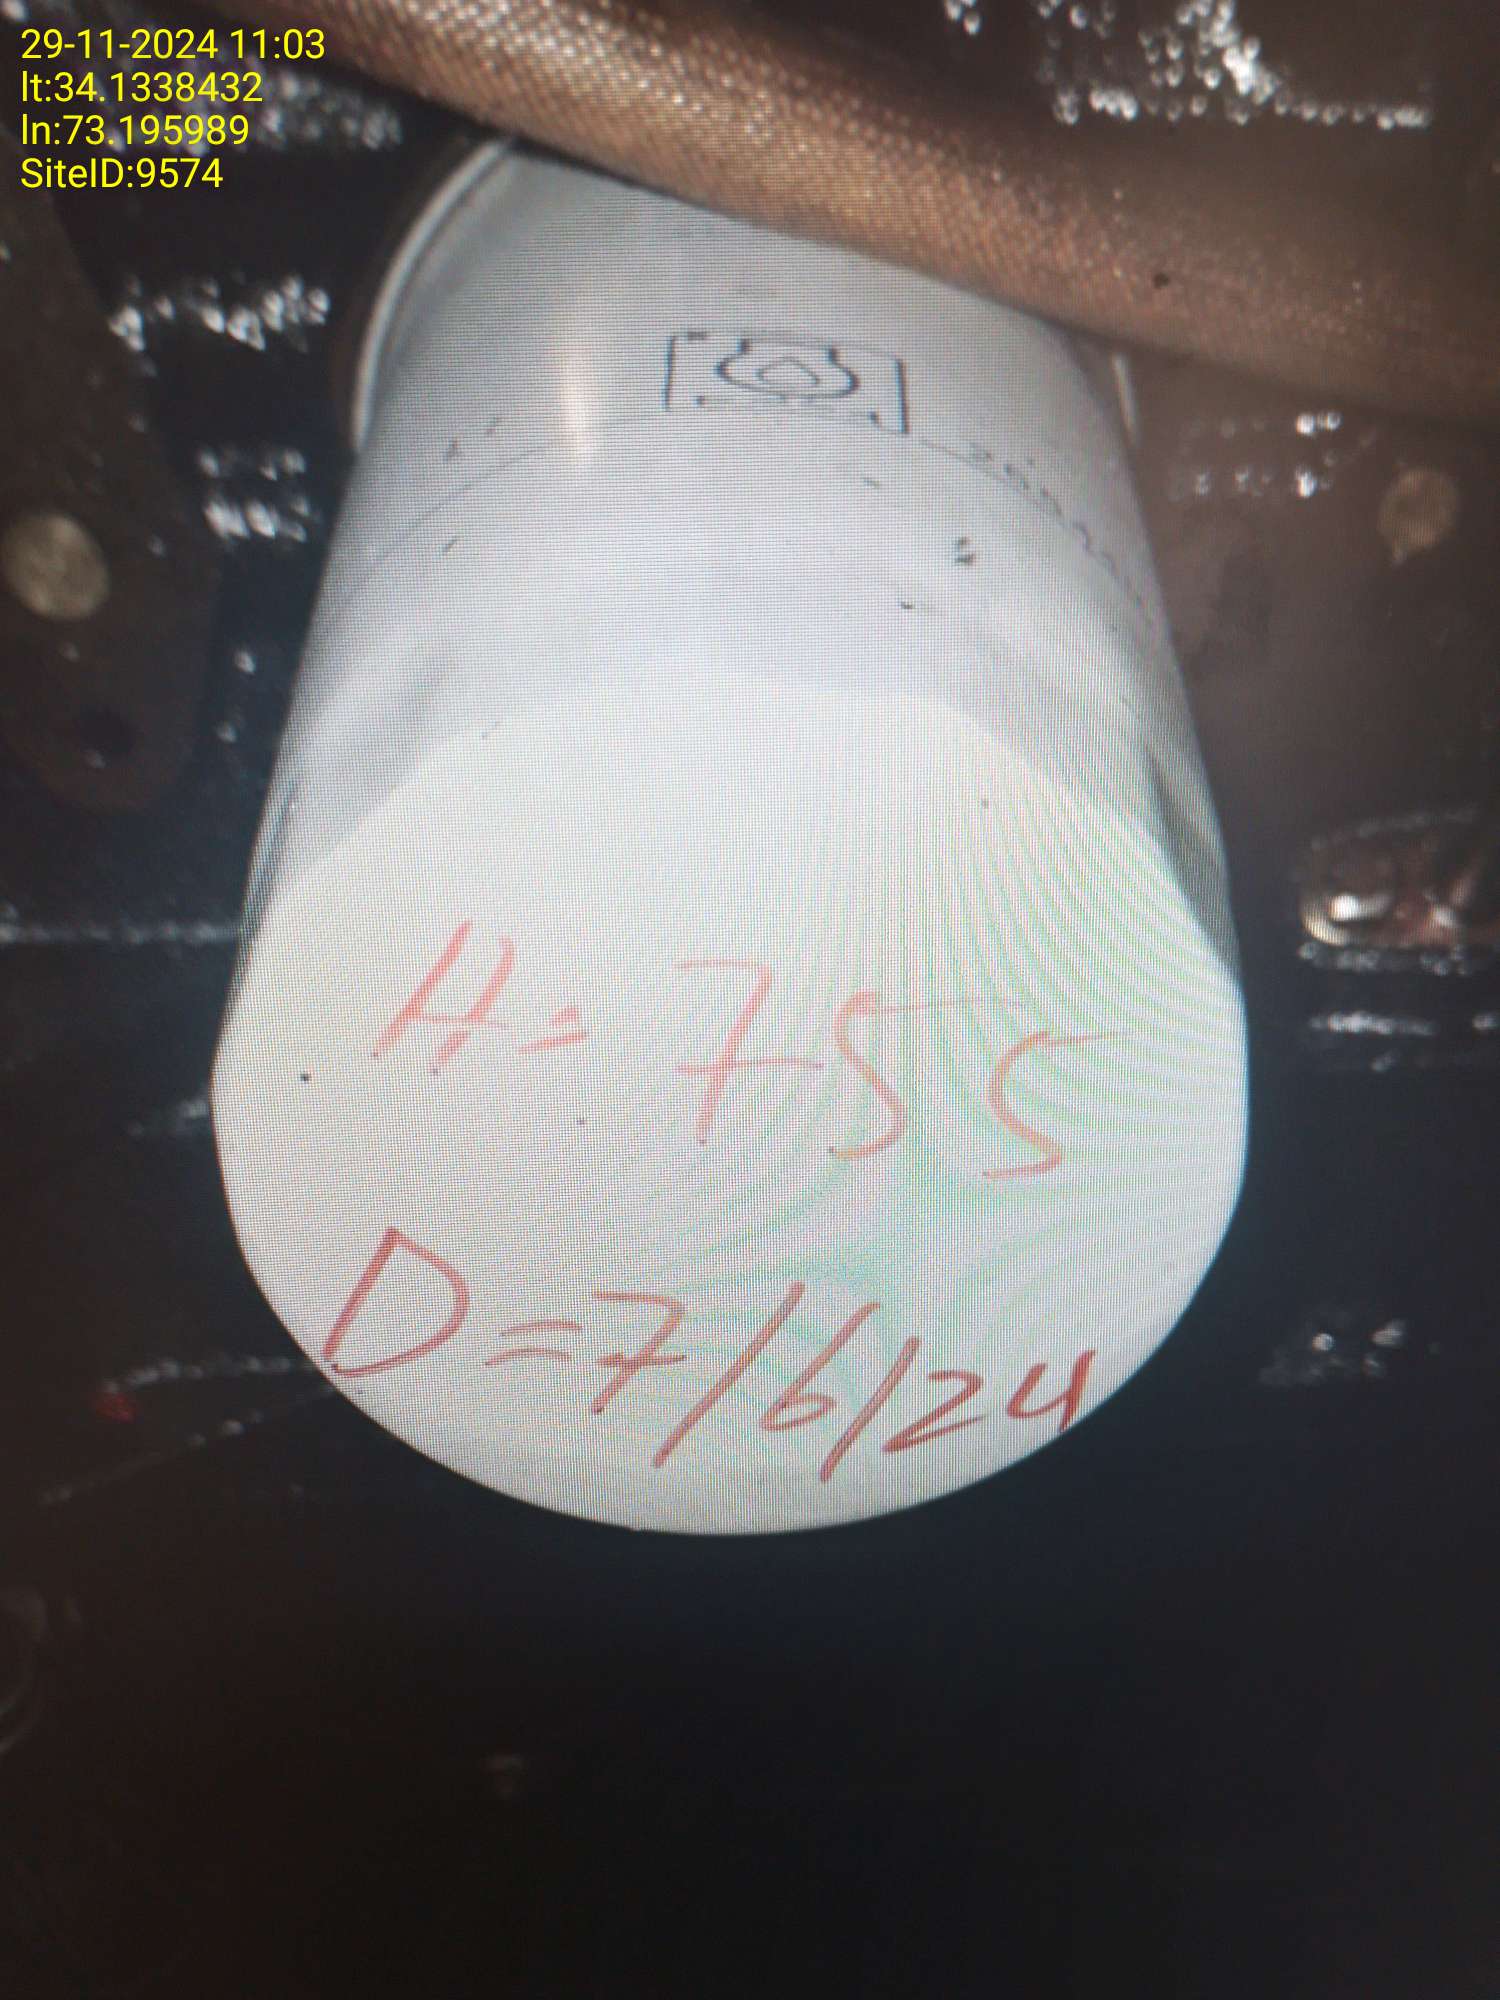 29-11-2024 11:03
lt:34.1338432
ln:73.195989
SiteID:9574
H=755
D=7/6/24